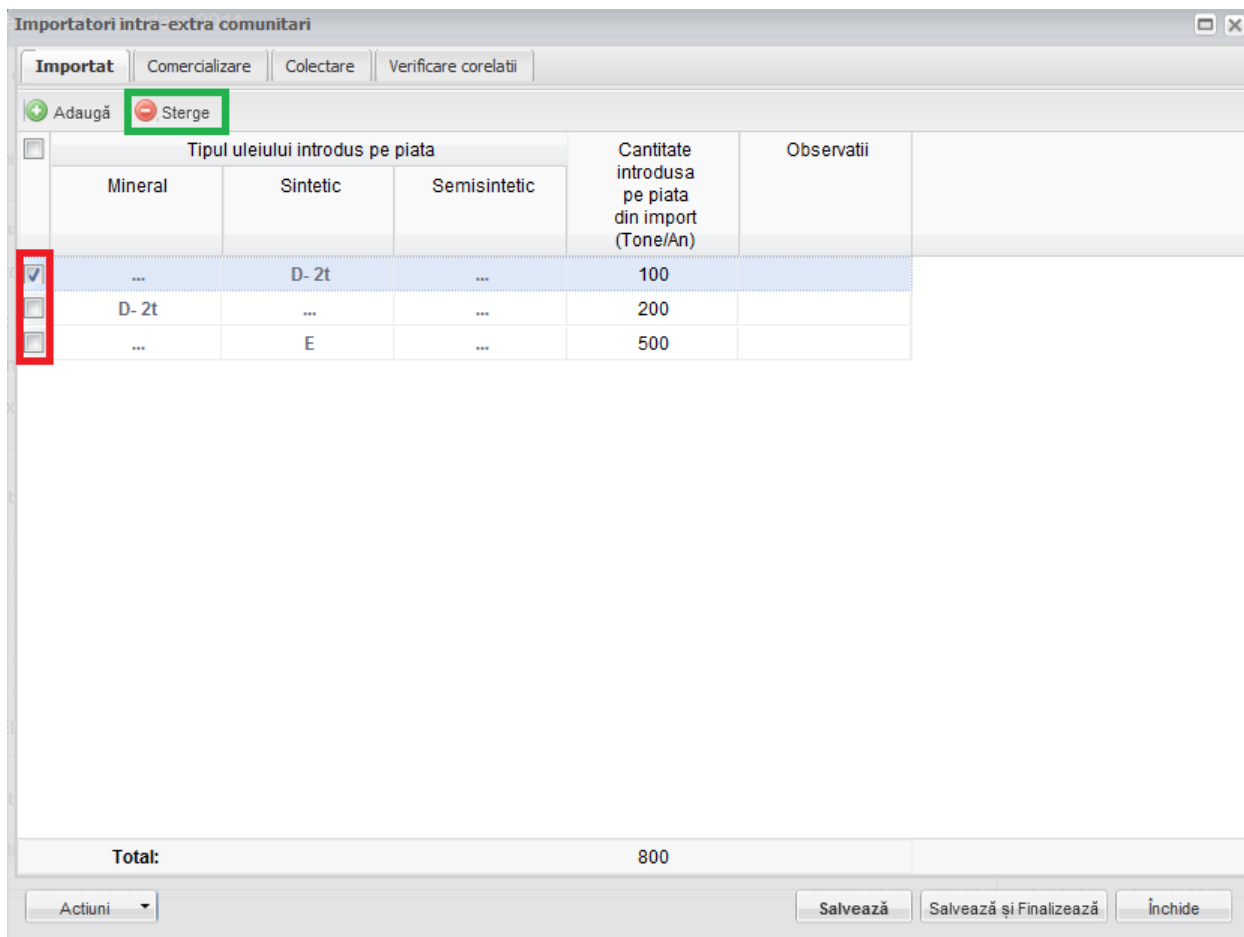 Importatori intra-extra comunitari
Importat Comercializare Colectare Verificare corelatii
Adaugă Sterge
Tipul uleiului introdus pe piata Cantitate introdusa pe piata din import (Tone/An) Observatii
Mineral Sintetic Semisintetic
... D- 2t ... 100
D- 2t ... ... 200
... E ... 500
Total: 800
Actiuni Salvează Salvează și Finalizează Închide